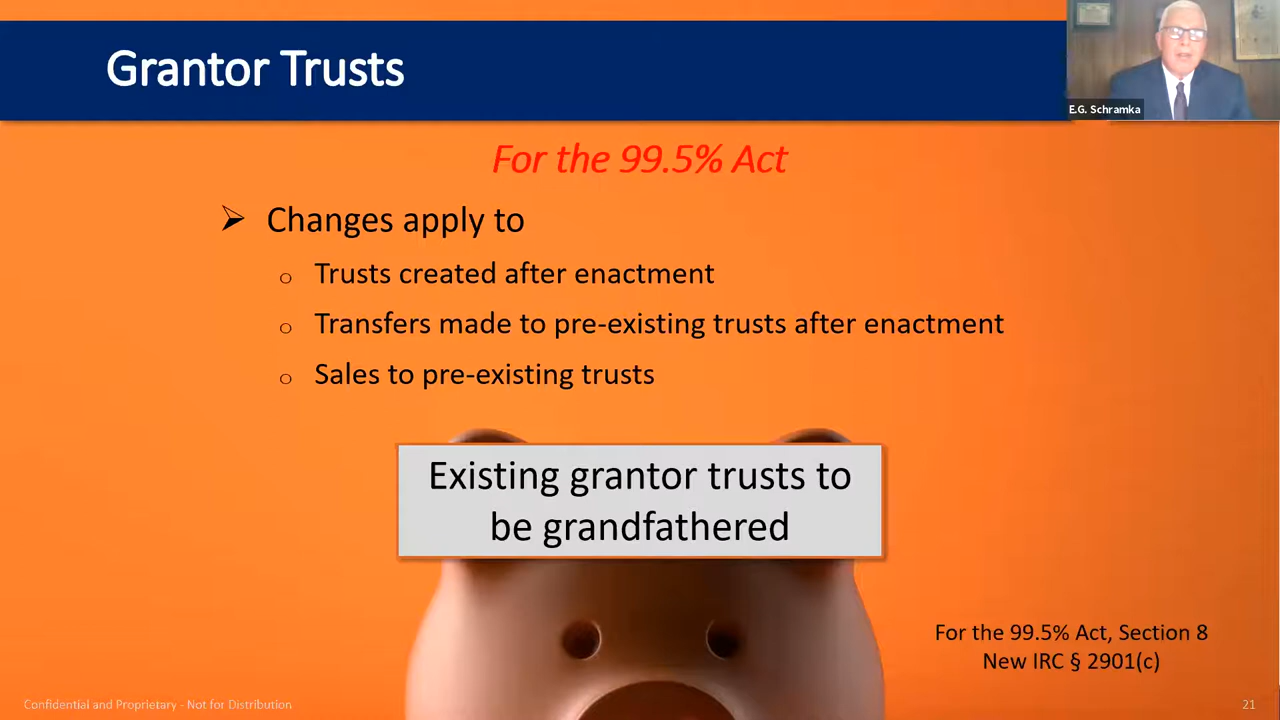 Grantor Trusts
E.G. Schramka
For the 99.5% Act
Changes apply to
Trusts created after enactment
Transfers made to pre-existing trusts after enactment
Sales to pre-existing trusts
Existing grantor trusts to
be grandfathered
For the 99.5% Act, Section 8
New IRC § 2901(c)
Confidential and Proprietary - Not for Distribution
21